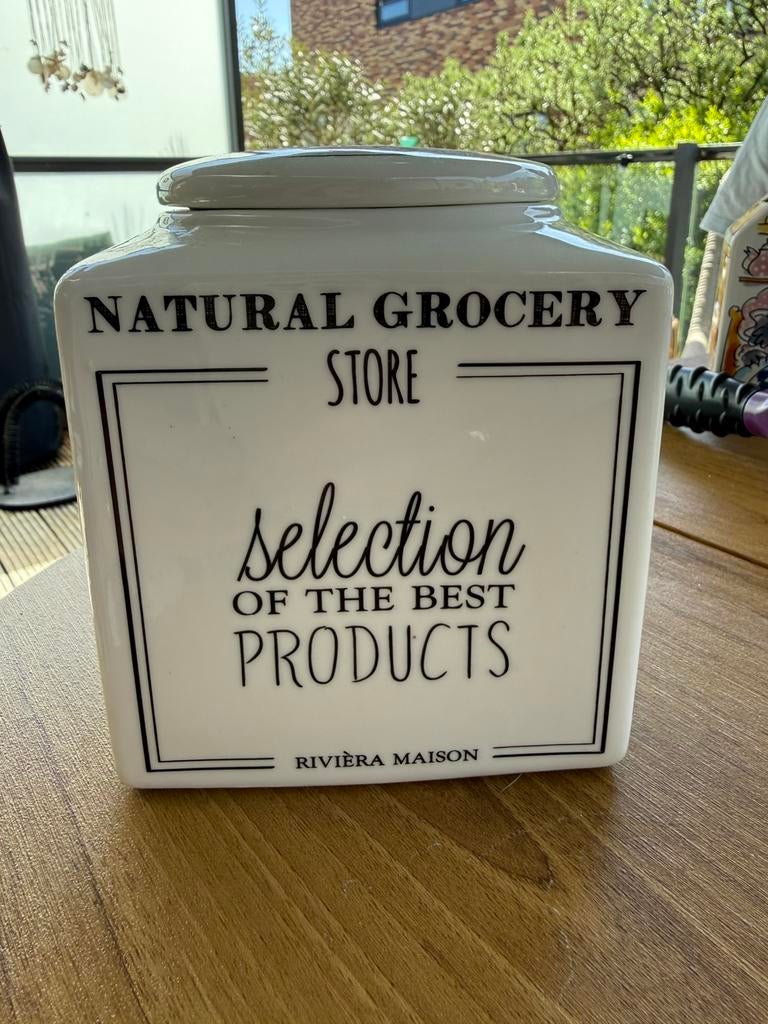 NATURAL GROCERY
STORE
selection
OF THE BEST
PRODUCTS
RIVIÈRA MAISON